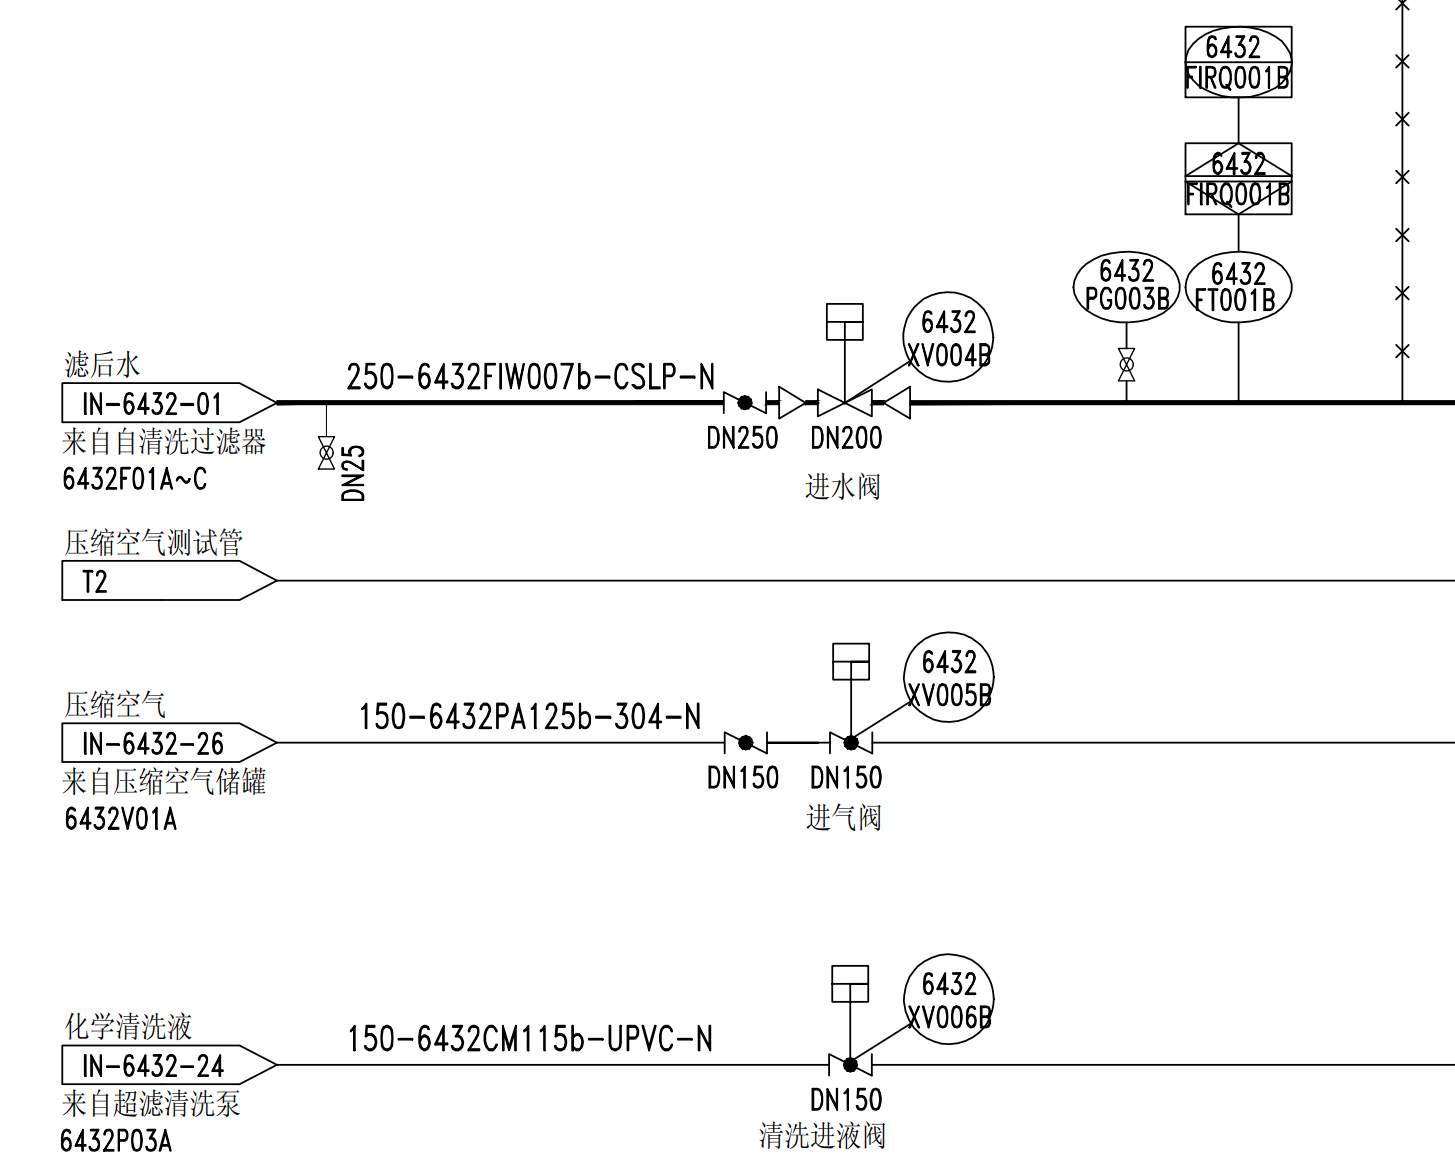 6432
FIRQ001B
6432
FIRQ001B
6432
PG003B
6432
FT001B
6432
XV004B
滤后水
250-6432FIW007b-CSLP-N
IN-6432-01
来自自清洗过滤器
6432F01A~C
DN25
DN250
DN200
进水阀
压缩空气测试管
T2
6432
XV005B
压缩空气
150-6432PA125b-304-N
IN-6432-26
来自压缩空气储罐
6432V01A
DN150
DN150
进气阀
6432
XV006B
化学清洗液
150-6432CM115b-UPVC-N
IN-6432-24
来自超滤清洗泵
6432P03A
DN150
清洗进液阀